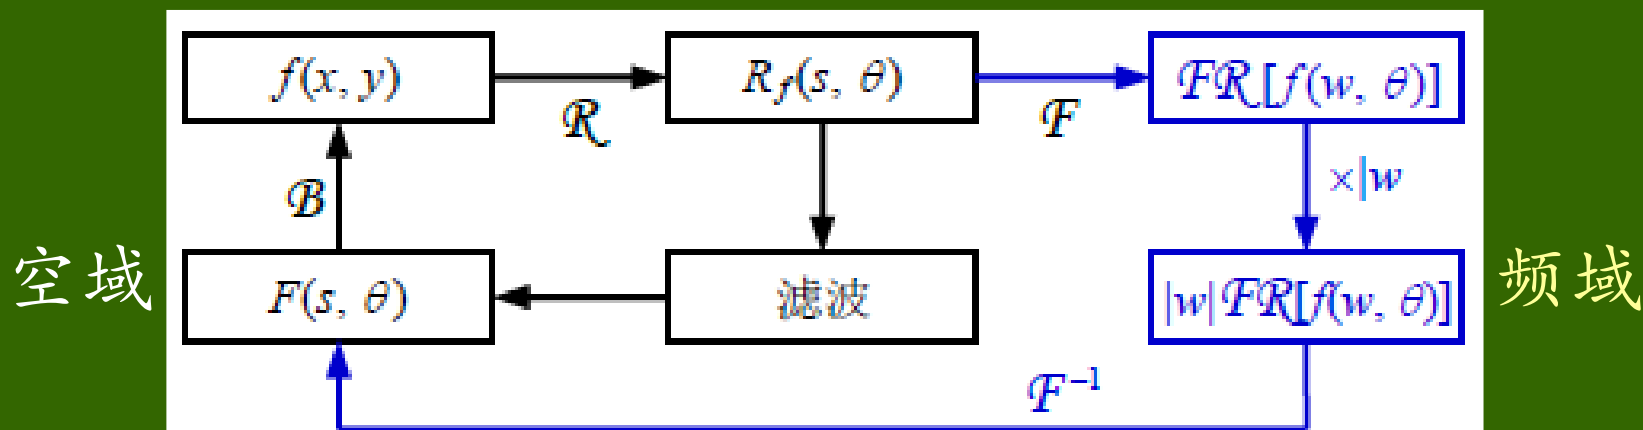 f(x, y)
ℛ
R_f(s, θ)
ℱ
ℱℛ[f(w, θ)]
×|w
ℬ
空域
F(s, θ)
滤波
|w|ℱℛ[f(w, θ)]
频域
ℱ⁻¹